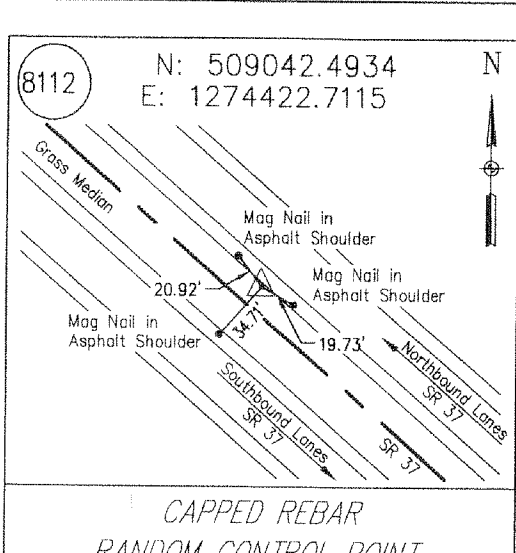 8112
N: 509042.4934
E: 1274422.7115
N
Grass Median
Mag Nail in
Asphalt Shoulder
Mag Nail in
Asphalt Shoulder
20.92'
34.71'
19.73'
Mag Nail in
Asphalt Shoulder
Northbound Lanes
SR 37
Southbound Lanes
SR 37
SR 37
CAPPED REBAR
RANDOM CONTROL POINT